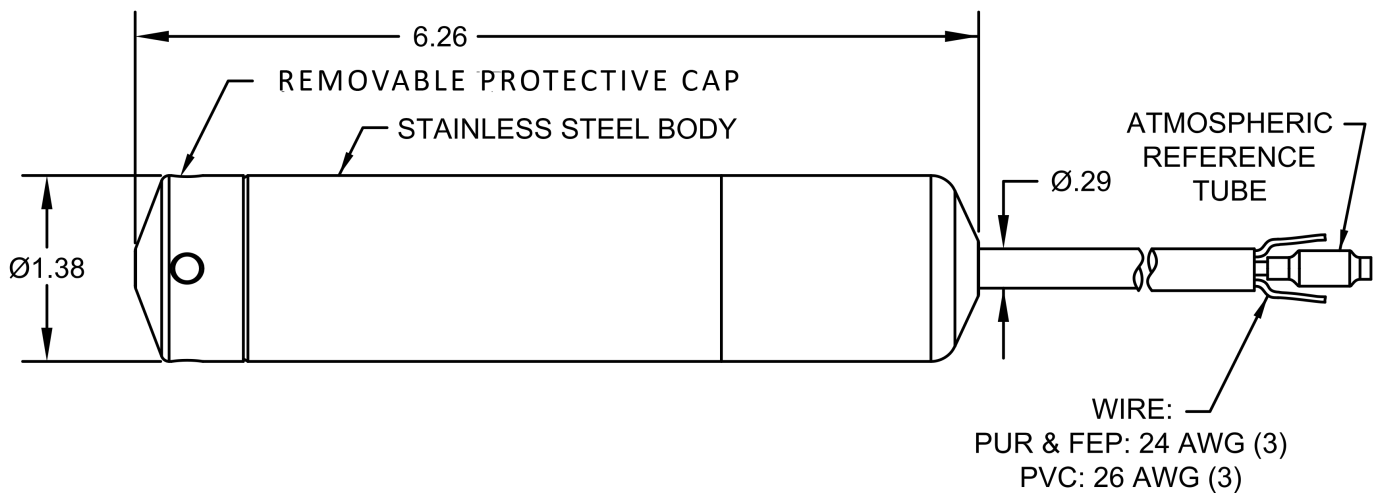 6.26
REMOVABLE PROTECTIVE CAP
STAINLESS STEEL BODY
ATMOSPHERIC
REFERENCE
TUBE
Ø.29
Ø1.38
WIRE:
PUR & FEP: 24 AWG (3)
PVC: 26 AWG (3)